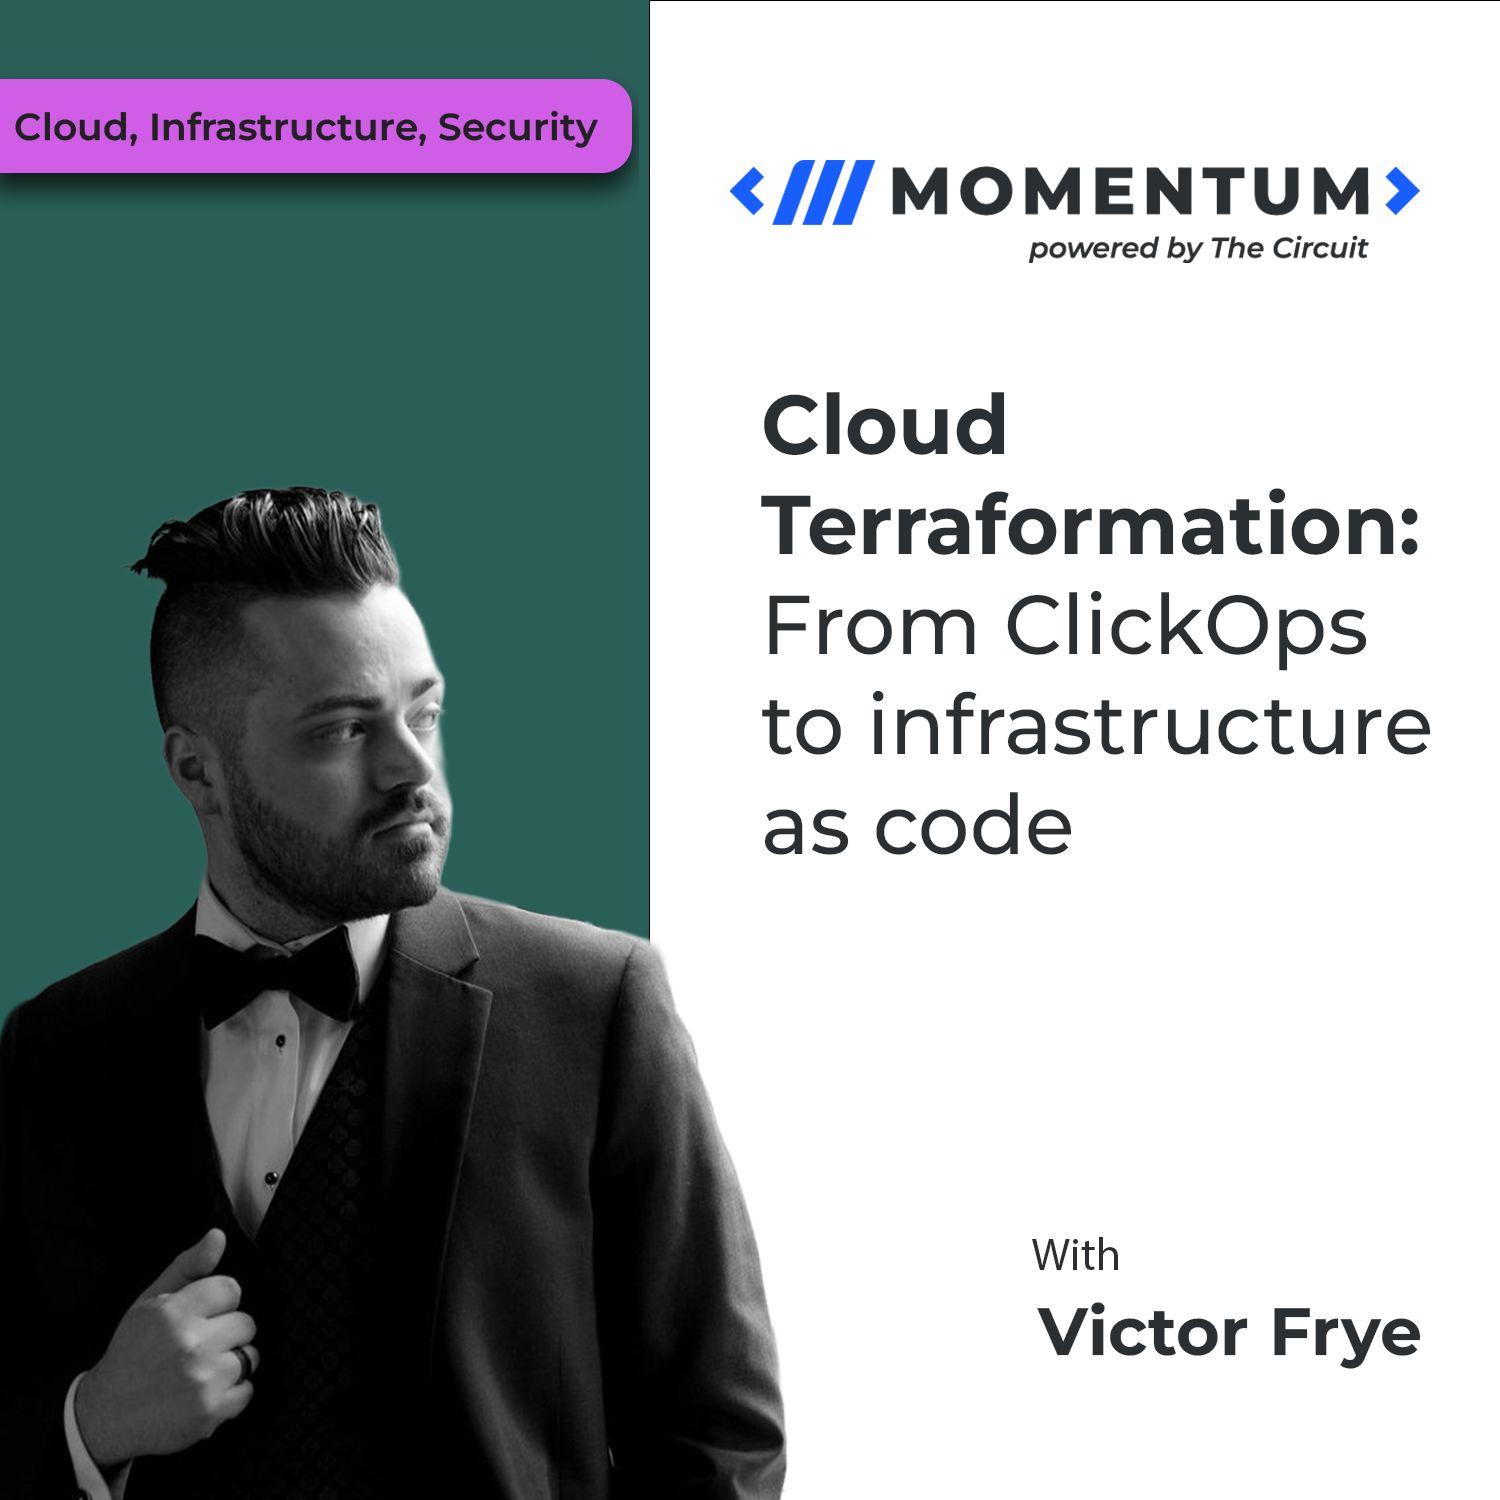 Cloud, Infrastructure, Security
MOMENTUM
powered by The Circuit
Cloud
Terraformation:
From ClickOps
to infrastructure
as code
With
Victor Frye